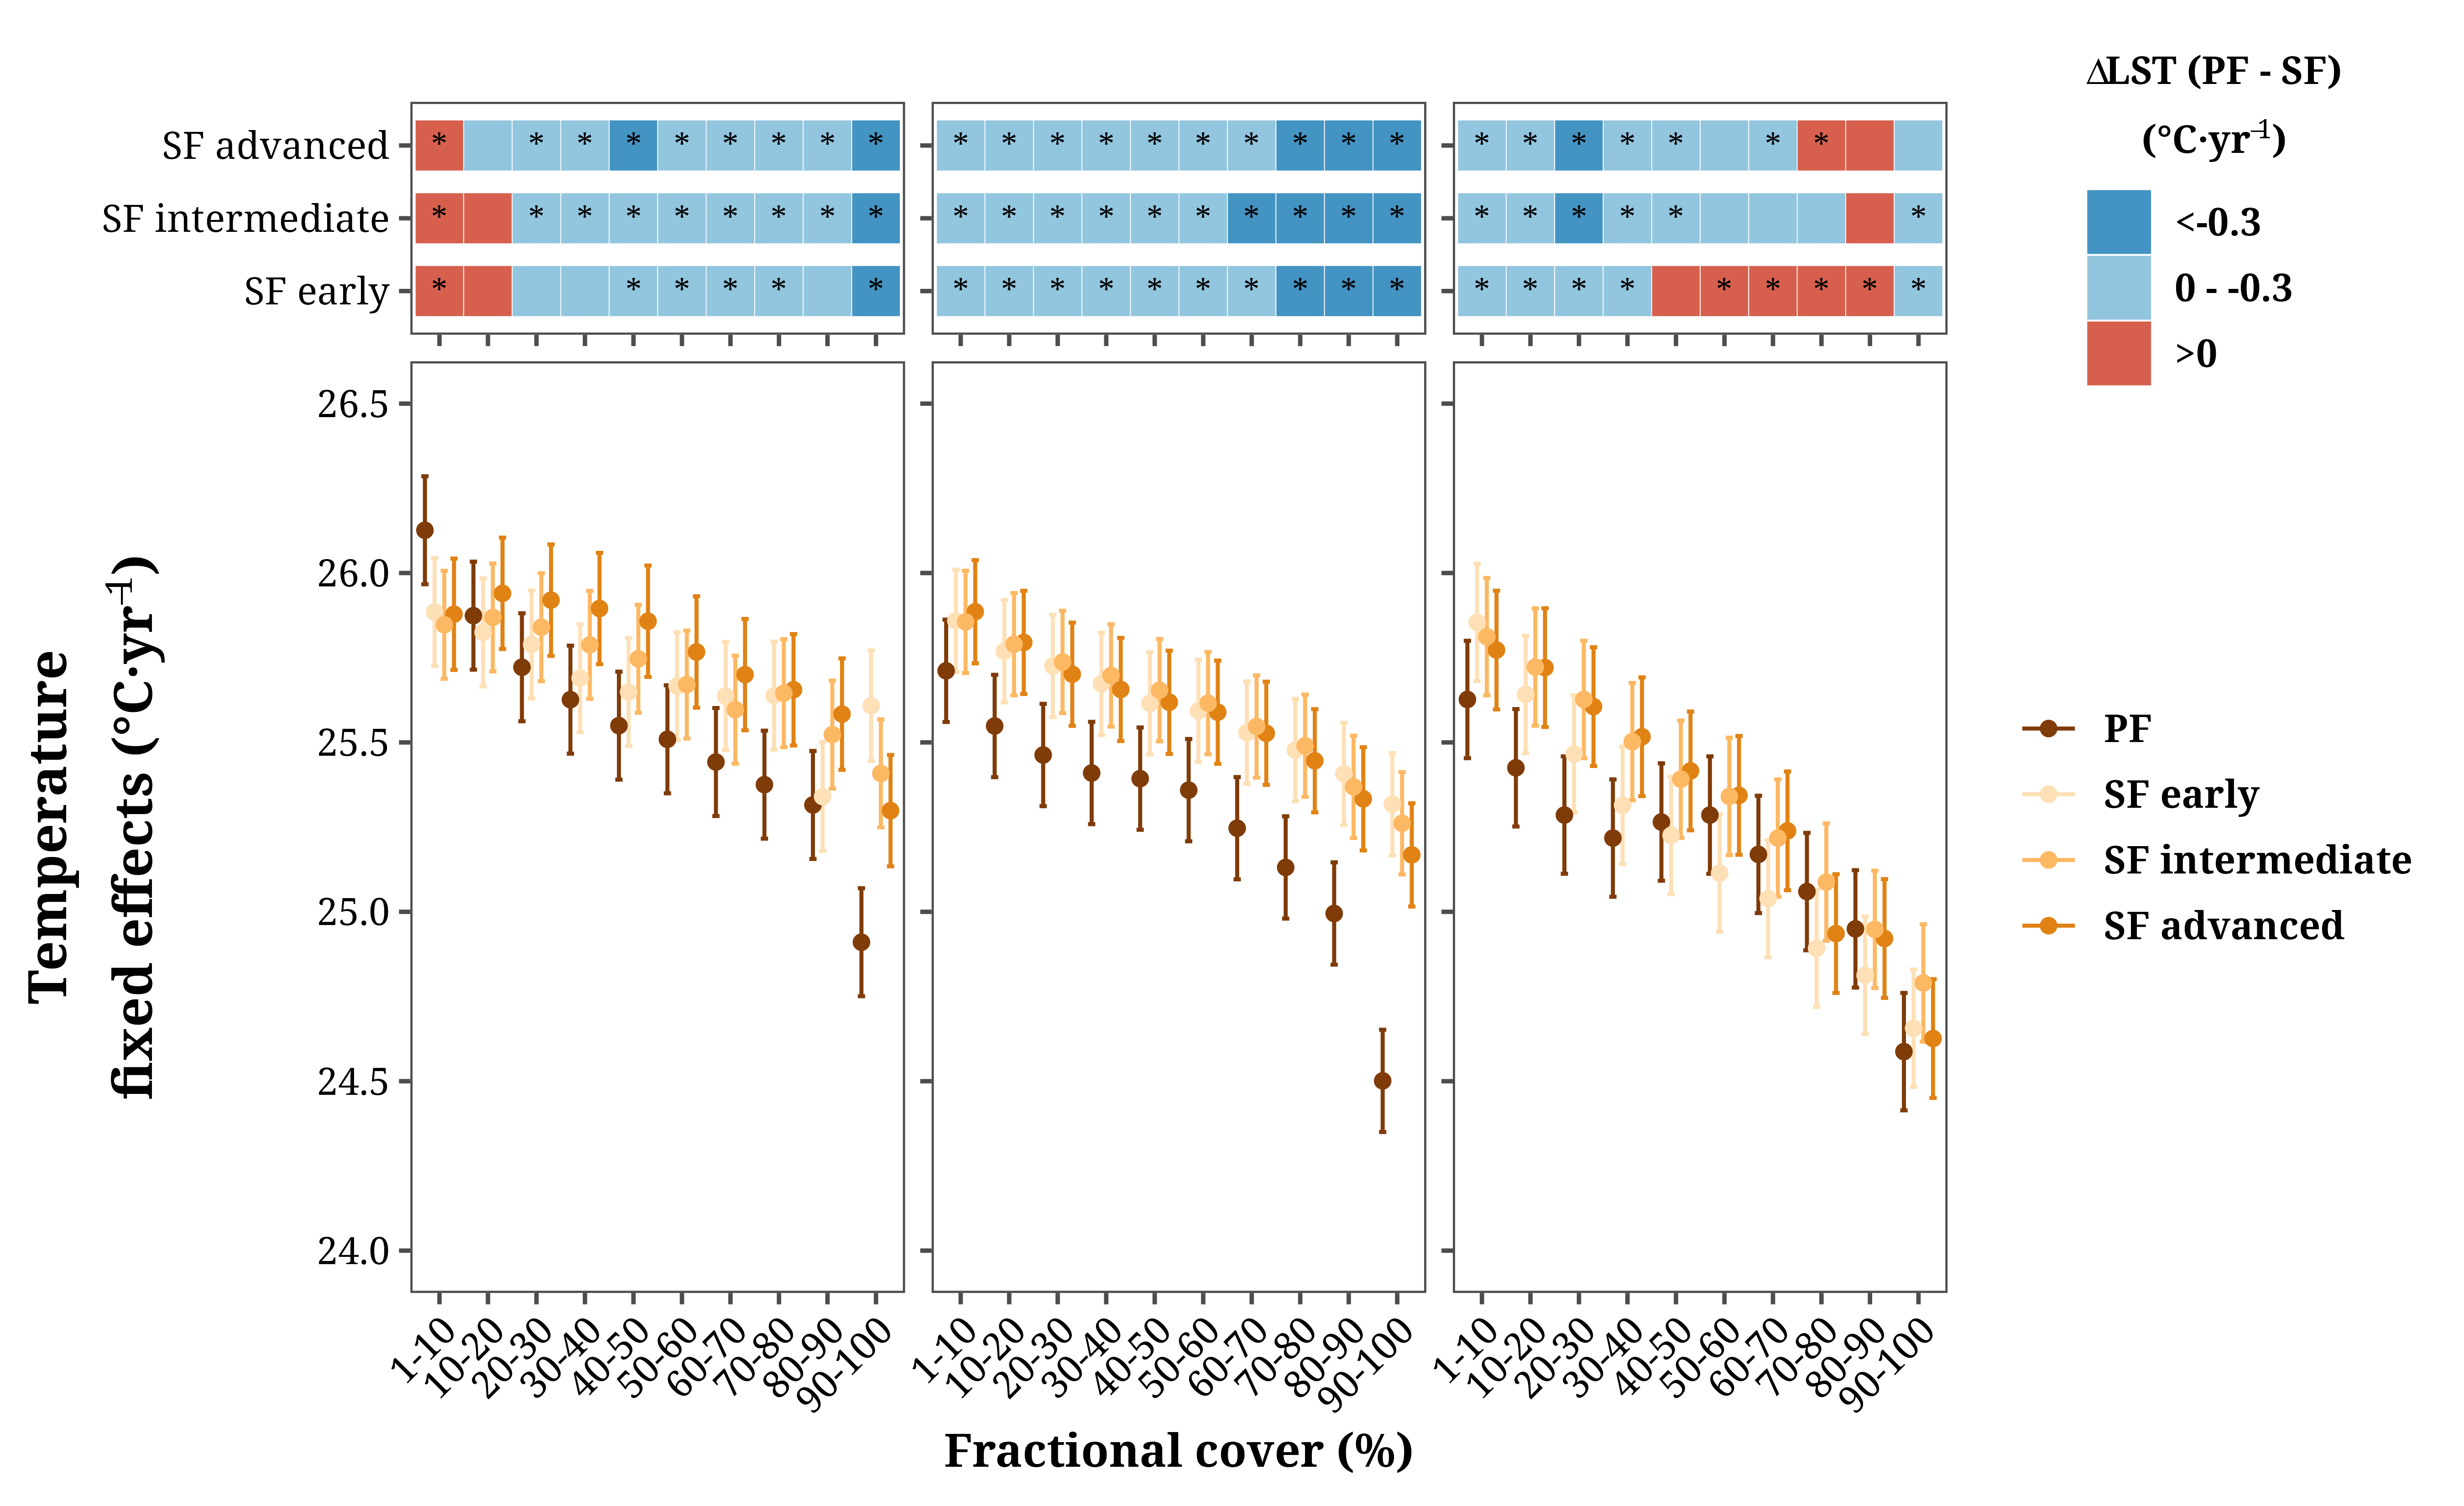 ΔLST (PF - SF)
(°C·yr⁻¹)
<-0.3
0 - -0.3
>0
SF advanced
* * * * * * * * *
* * * * * * * * * *
* * * * * * *
SF intermediate
* * * * * * * * *
* * * * * * * * * *
* * * * * *
SF early
* * * * * *
* * * * * * * * * *
* * * * * * * * *
Temperature
fixed effects (°C·yr⁻¹)
26.5
26.0
25.5
25.0
24.5
24.0
PF
SF early
SF intermediate
SF advanced
1-10 10-20 20-30 30-40 40-50 50-60 60-70 70-80 80-90 90-100
1-10 10-20 20-30 30-40 40-50 50-60 60-70 70-80 80-90 90-100
1-10 10-20 20-30 30-40 40-50 50-60 60-70 70-80 80-90 90-100
Fractional cover (%)